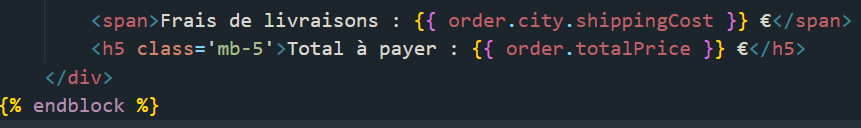 <span>Frais de livraisons : {{ order.city.shippingCost }} €</span>
<h5 class='mb-5'>Total à payer : {{ order.totalPrice }} €</h5>
</div>
{% endblock %}